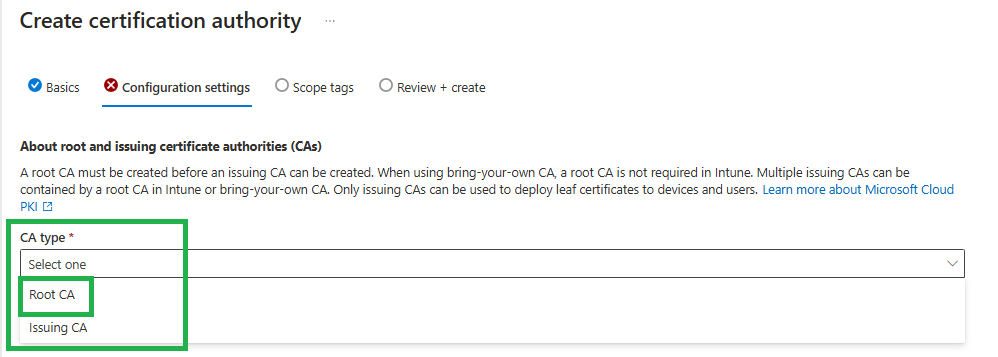 Create certification authority ...
Basics Configuration settings Scope tags Review + create
About root and issuing certificate authorities (CAs)
A root CA must be created before an issuing CA can be created. When using bring-your-own CA, a root CA is not required in Intune. Multiple issuing CAs can be
contained by a root CA in Intune or bring-your-own CA. Only issuing CAs can be used to deploy leaf certificates to devices and users. Learn more about Microsoft Cloud
PKI
CA type *
Select one
Root CA
Issuing CA